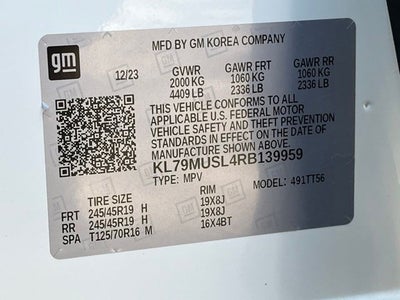 gm
MFD BY GM KOREA COMPANY
12/23 GVWR GAWR FRT GAWR RR
2000 KG 1060 KG 1060 KG
4409 LB 2336 LB 2336 LB
THIS VEHICLE CONFORMS TO ALL
APPLICABLE U.S. FEDERAL MOTOR
VEHICLE SAFETY AND THEFT PREVENTION
STANDARDS IN EFFECT ON THE DATE OF
MANUFACTURE SHOWN ABOVE.
KL79MUSL4RB139959
TYPE: MPV MODEL: 491TT56
TIRE SIZE RIM
FRT 245/45R19 H 19X8J
RR 245/45R19 H 19X8J
SPA T125/70R16 M 16X4BT